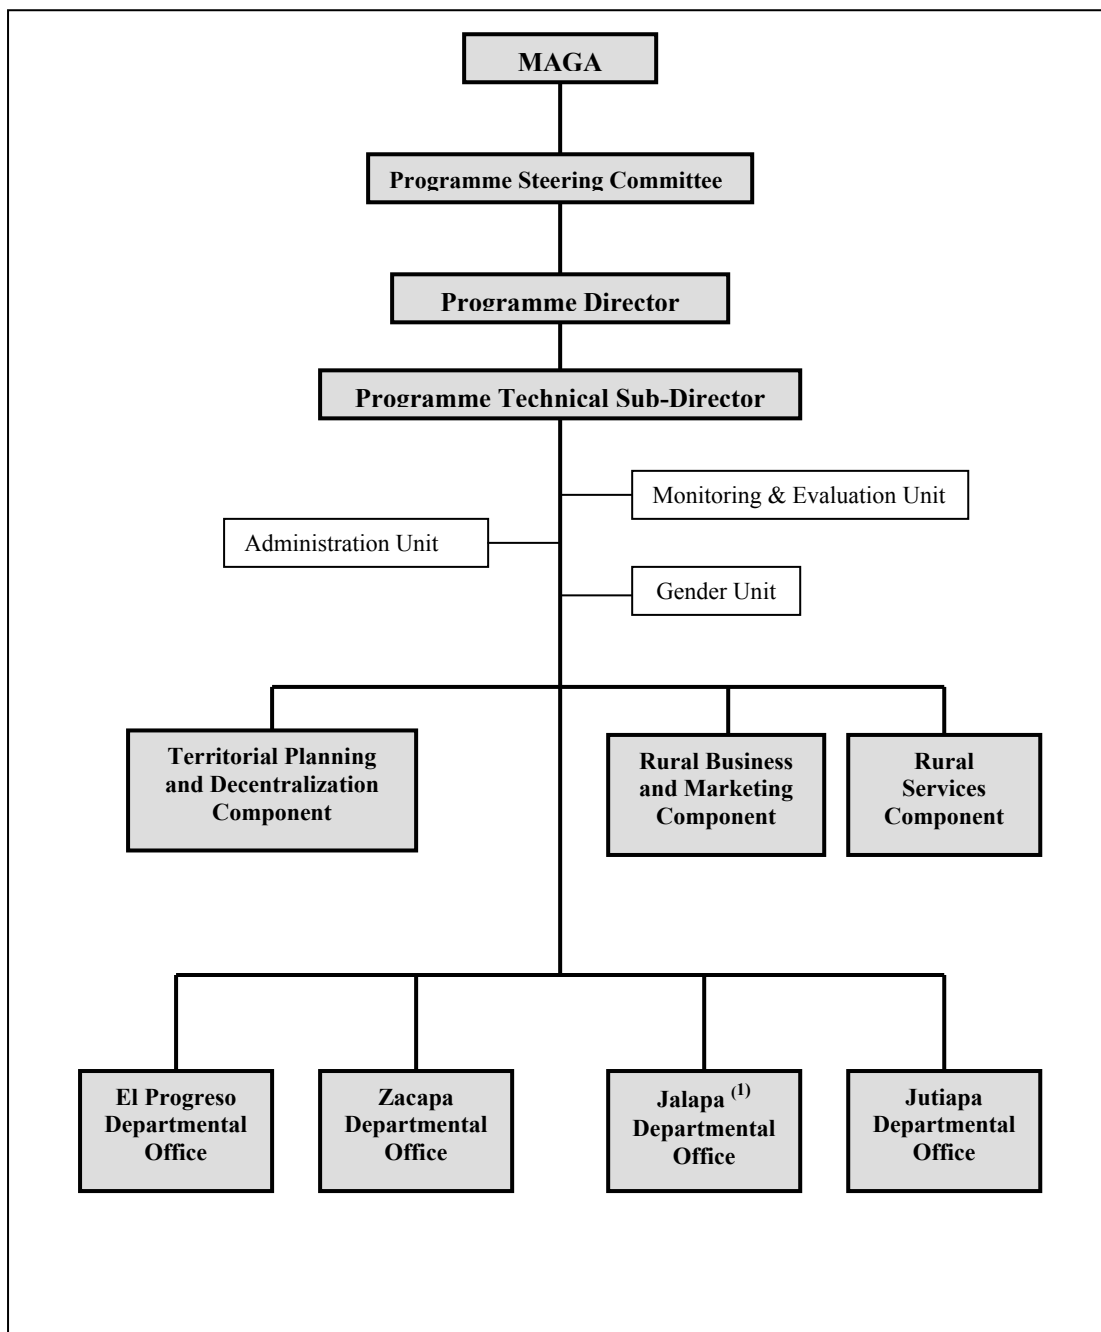 MAGA
Programme Steering Committee
Programme Director
Programme Technical Sub-Director
Monitoring & Evaluation Unit
Administration Unit
Gender Unit
Territorial Planning
and Decentralization
Component
Rural Business
and Marketing
Component
Rural
Services
Component
El Progreso
Departmental
Office
Zacapa
Departmental
Office
Jalapa (1)
Departmental
Office
Jutiapa
Departmental
Office